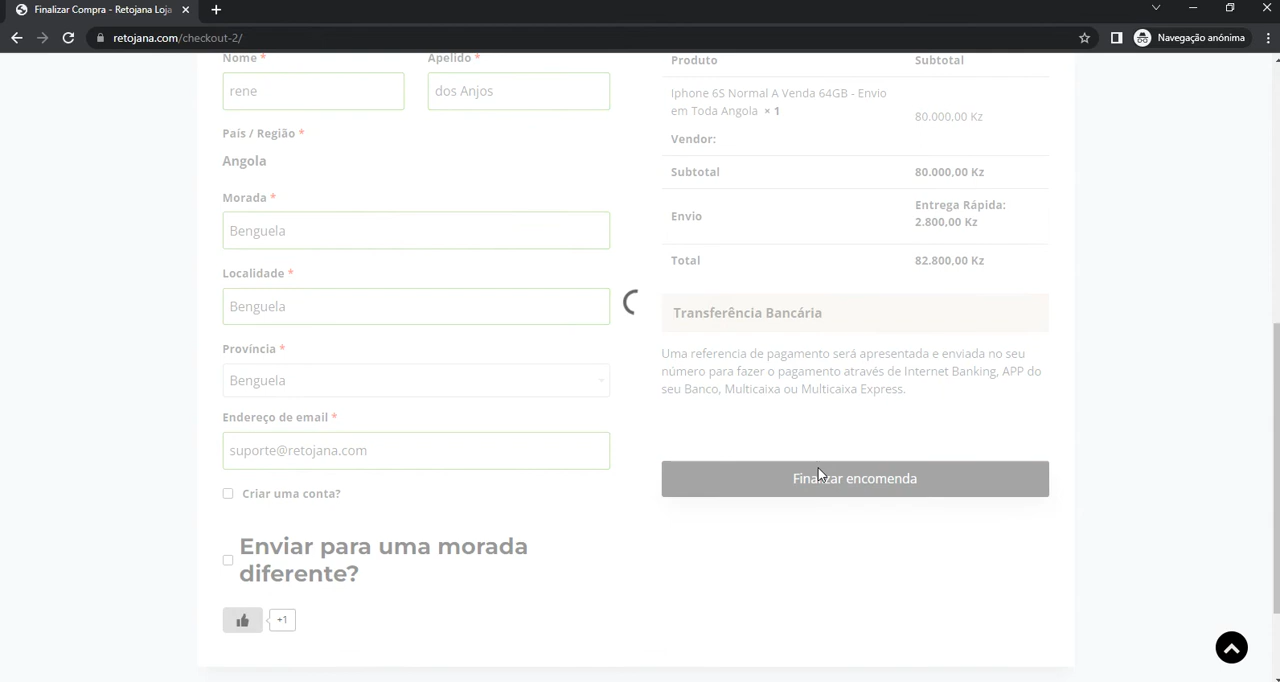 Finalizar Compra - Retojana Loja
retojana.com/checkout-2/
Navegação anónima
Nome *
Apelido *
rene
dos Anjos
País / Região *
Angola
Morada *
Benguela
Localidade *
Benguela
Província *
Benguela
Endereço de email *
suporte@retojana.com
Criar uma conta?
Enviar para uma morada
diferente?
+1
Produto
Subtotal
Iphone 6S Normal A Venda 64GB - Envio
em Toda Angola × 1
80.000,00 Kz
Vendor:
Subtotal
80.000,00 Kz
Envio
Entrega Rápida:
2.800,00 Kz
Total
82.800,00 Kz
Transferência Bancária
Uma referencia de pagamento será apresentada e enviada no seu
número para fazer o pagamento através de Internet Banking, APP do
seu Banco, Multicaixa ou Multicaixa Express.
Finalizar encomenda